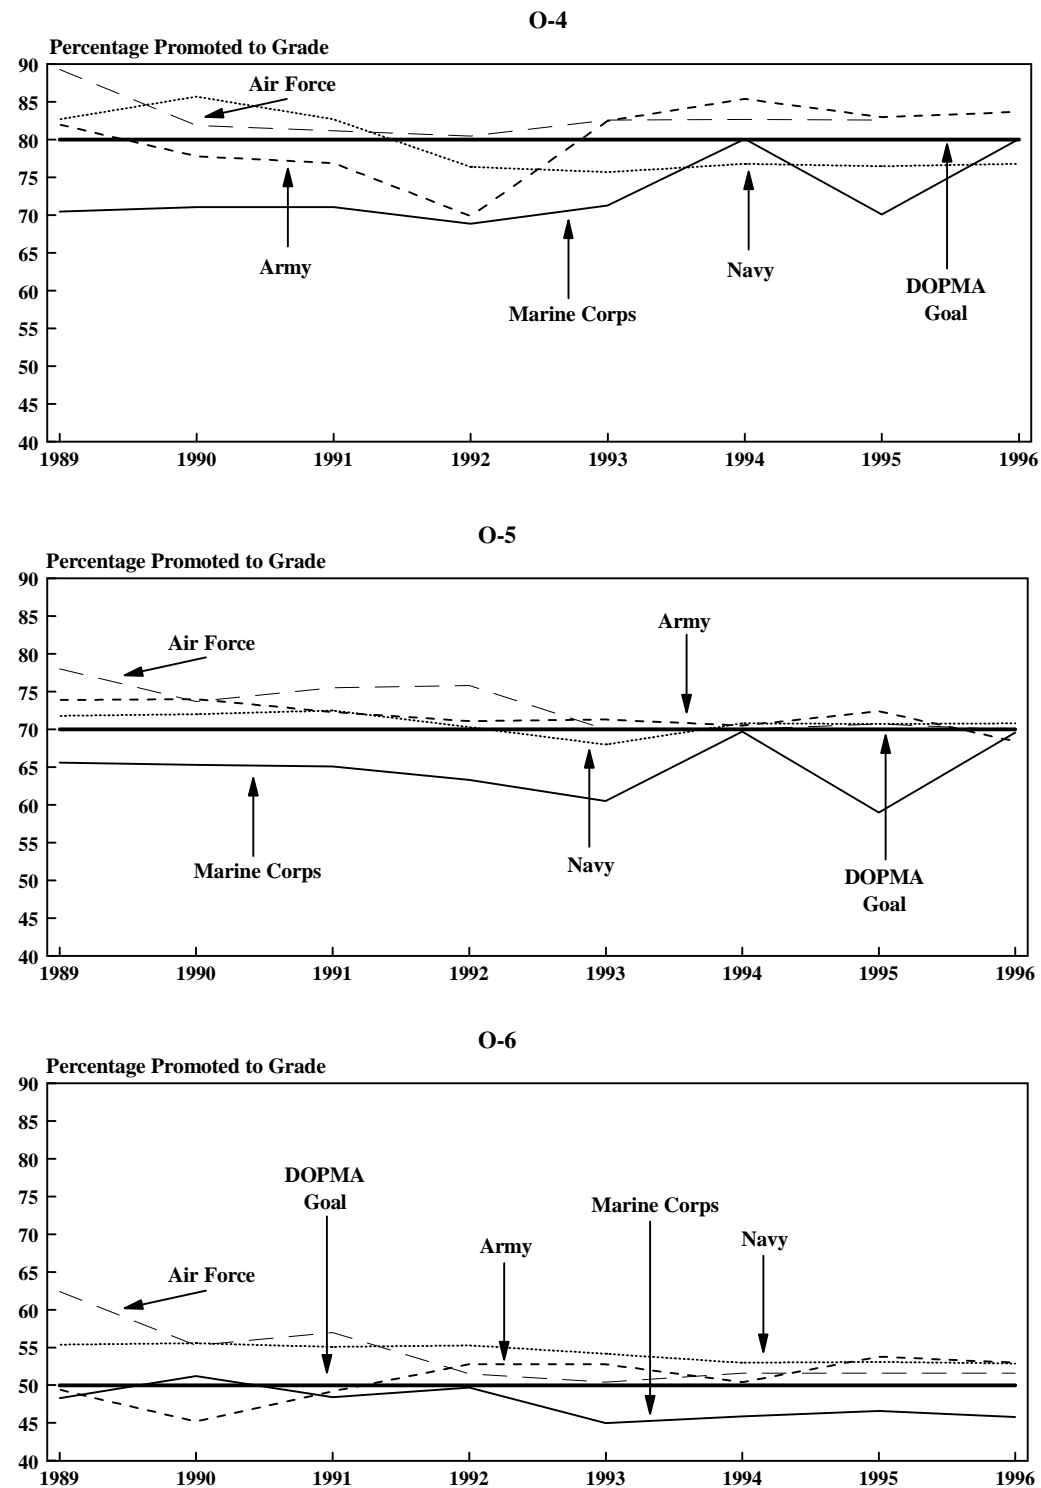 O-4
Percentage Promoted to Grade
90
Air Force
85
80
75
70
65
Army
Navy
60
DOPMA
Goal
Marine Corps
55
50
45
40
1989 1990 1991 1992 1993 1994 1995 1996
O-5
Percentage Promoted to Grade
90
85
Army
Air Force
80
75
70
65
60
55
Marine Corps
Navy
DOPMA
Goal
50
45
40
1989 1990 1991 1992 1993 1994 1995 1996
O-6
Percentage Promoted to Grade
90
85
80
DOPMA
Goal
75
Marine Corps
70
Army
Navy
65
Air Force
60
55
50
45
40
1989 1990 1991 1992 1993 1994 1995 1996